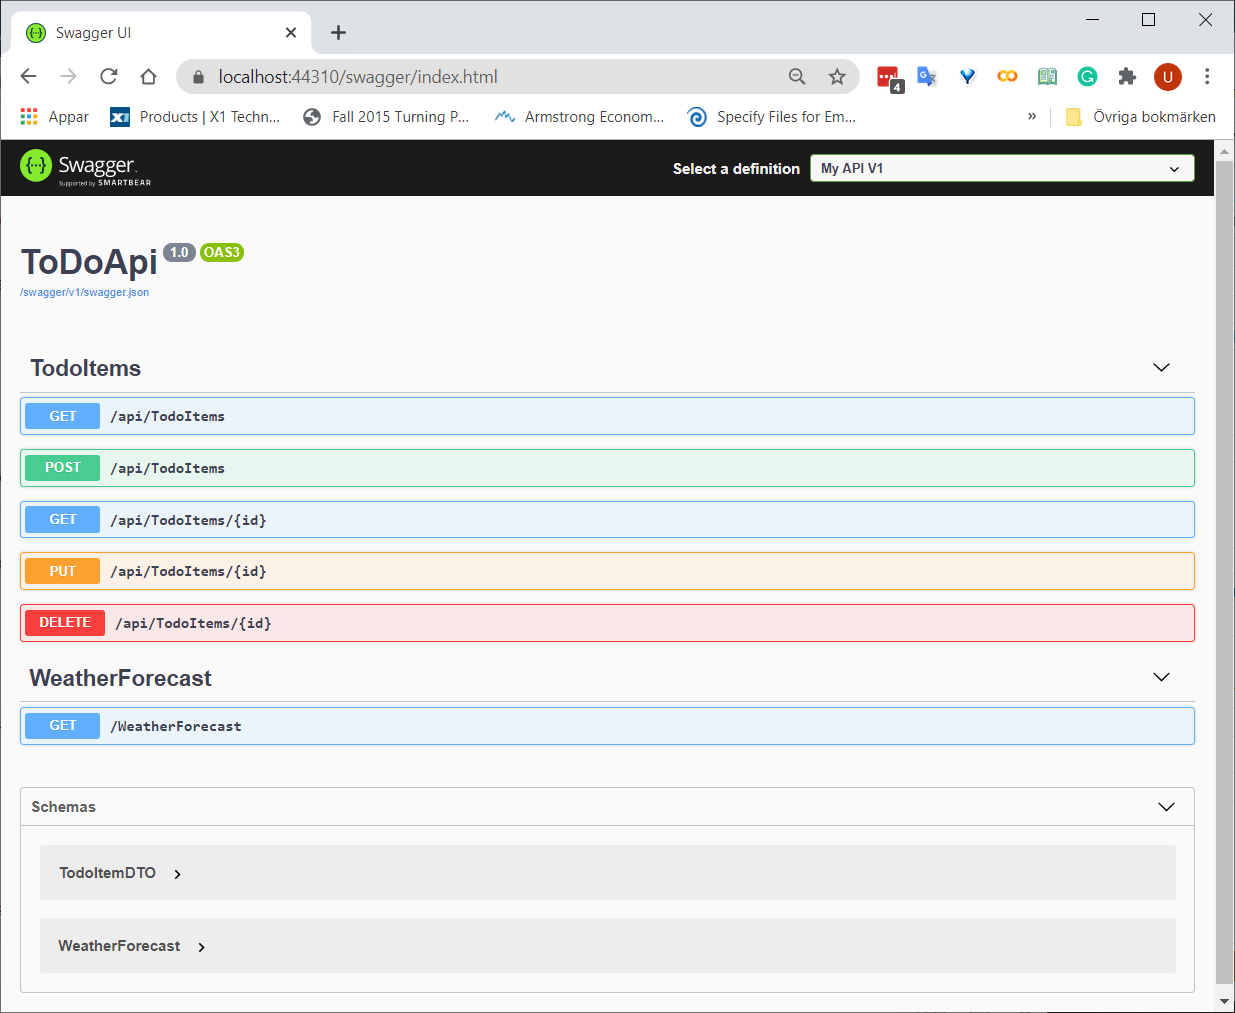 Swagger UI
localhost:44310/swagger/index.html
4
U
Appar
X1
Products | X1 Techn...
Fall 2015 Turning P...
Armstrong Econom...
Specify Files for Em...
»
Övriga bokmärken
Swagger.
Supported by SMARTBEAR
Select a definition
My API V1
ToDoApi 1.0 OAS3
/swagger/v1/swagger.json
TodoItems
GET /api/TodoItems
POST /api/TodoItems
GET /api/TodoItems/{id}
PUT /api/TodoItems/{id}
DELETE /api/TodoItems/{id}
WeatherForecast
GET /WeatherForecast
Schemas
TodoItemDTO
WeatherForecast